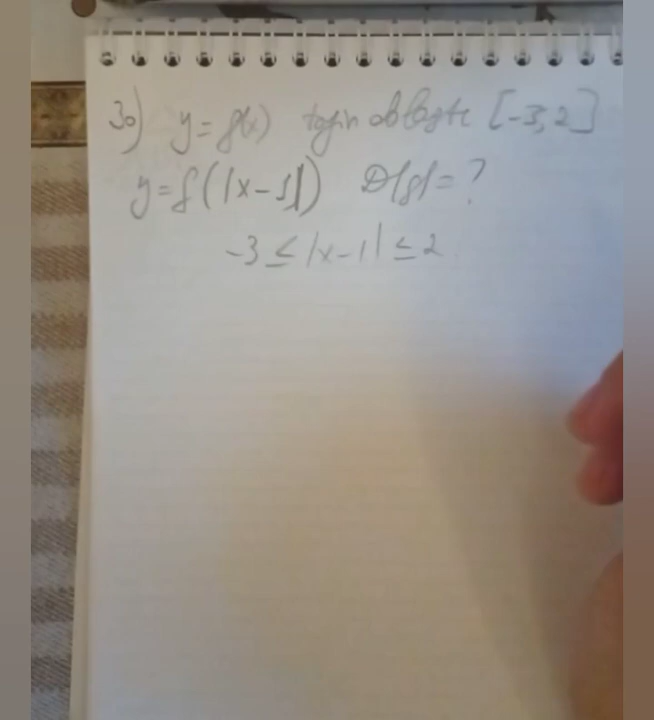 30) y = f(x) təyin oblastı [-3, 2]
y = f(|x-1|) D(f) = ?
-3 ≤ |x-1| ≤ 2